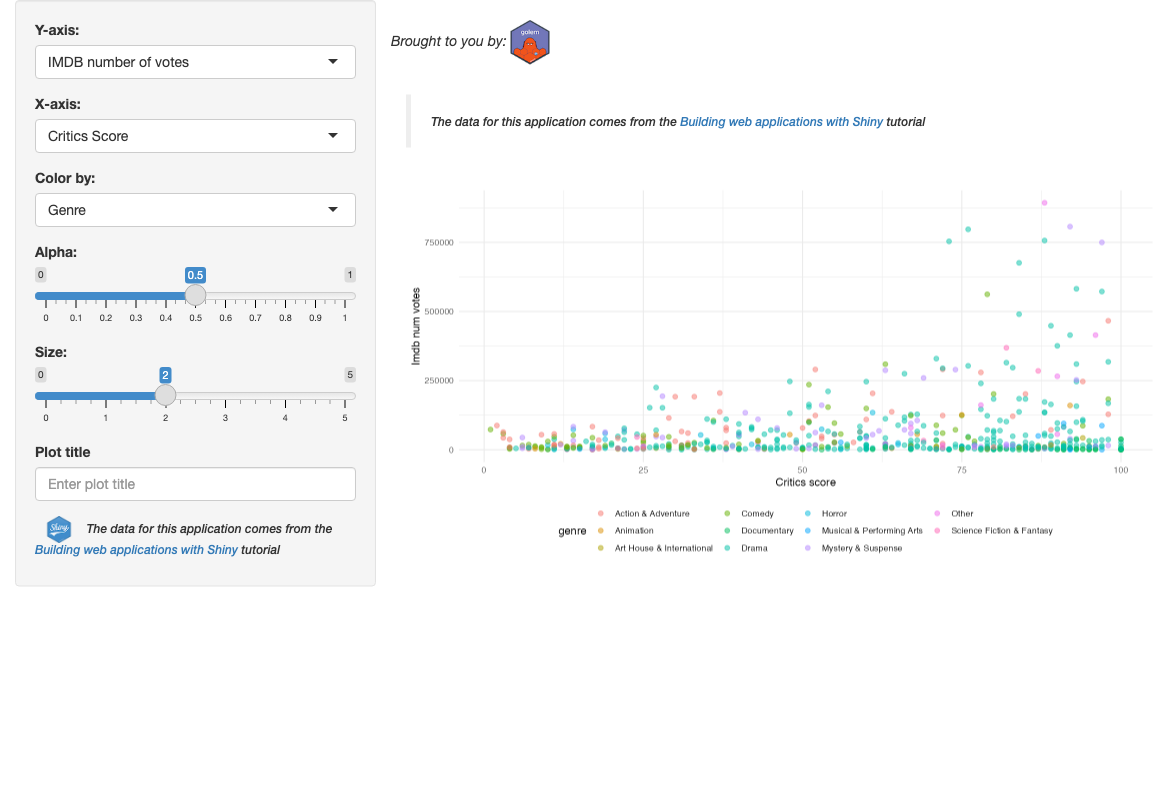 Y-axis:
IMDB number of votes
X-axis:
Critics Score
Color by:
Genre
Alpha:
0 0.5 1
0 0.1 0.2 0.3 0.4 0.5 0.6 0.7 0.8 0.9 1
Size:
0 2 5
0 1 2 3 4 5
Plot title
Enter plot title
Shiny The data for this application comes from the
Building web applications with Shiny tutorial
Brought to you by: golem
The data for this application comes from the Building web applications with Shiny tutorial
Imdb num votes
750000
500000
250000
0
0 25 50 75 100
Critics score
genre
Action & Adventure Comedy Horror Other
Animation Documentary Musical & Performing Arts Science Fiction & Fantasy
Art House & International Drama Mystery & Suspense